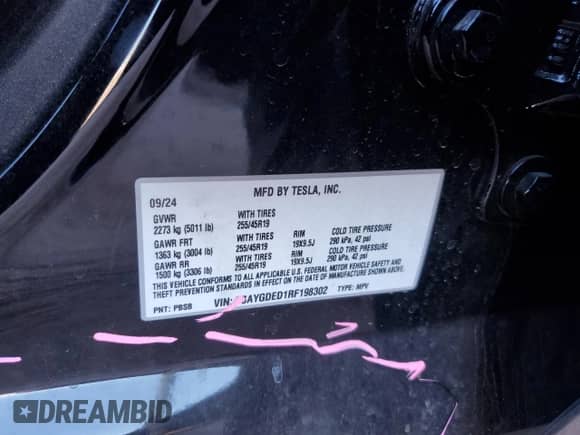 MFD BY TESLA, INC.
09/24
GVWR WITH TIRES
2273 kg (5011 lb) 255/45R19
GAWR FRT WITH TIRES RIM COLD TIRE PRESSURE
1363 kg (3004 lb) 255/45R19 19X9.5J 290 kPa, 42 psi
GAWR RR WITH TIRES RIM COLD TIRE PRESSURE
1500 kg (3306 lb) 255/45R19 19X9.5J 290 kPa, 42 psi
THIS VEHICLE CONFORMS TO ALL APPLICABLE U.S. FEDERAL MOTOR VEHICLE SAFETY AND
THEFT PREVENTION STANDARDS IN EFFECT ON THE DATE OF MANUFACTURE SHOWN ABOVE.
PNT: PBSB VIN: TYPE: MPV
DREAMBID